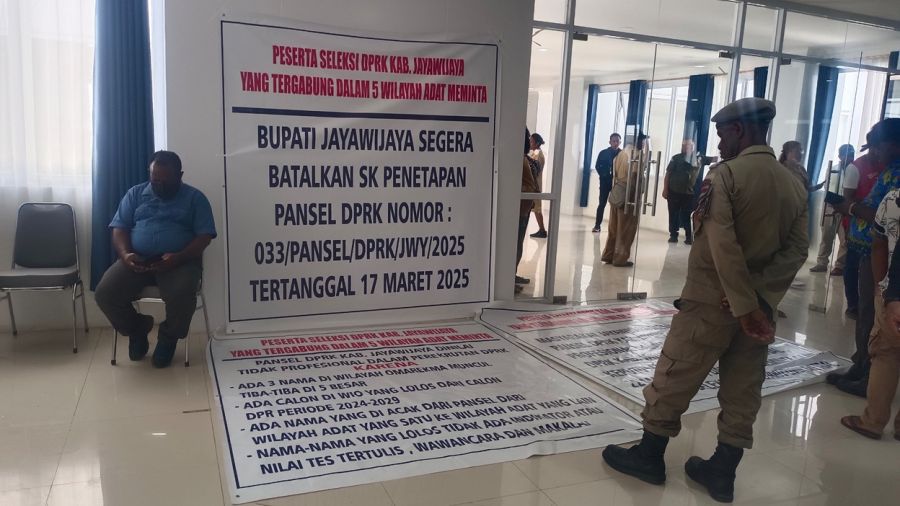 PESERTA SELEKSI DPRK KAB. JAYAWIJAYA
YANG TERGABUNG DALAM 5 WILAYAH ADAT MEMINTA
BUPATI JAYAWIJAYA SEGERA
BATALKAN SK PENETAPAN
PANSEL DPRK NOMOR :
033/PANSEL/DPRK/JWY/2025
TERTANGGAL 17 MARET 2025
PESERTA SELEKSI DPRK KAB. JAYAWIJAYA
YANG TERGABUNG DALAM 5 WILAYAH ADAT MEMINTA
PANSEL DPRK KAB. JAYAWIJAYA DINILAI
TIDAK PROFESIONAL DALAM PEREKRUTAN DPRK
KARENA
- ADA 3 NAMA DI WILAYAH OMAREKMA MUNCUL
TIBA-TIBA DI 5 BESAR
- ADA CALON DI WIO YANG LOLOS DARI CALON
DPR PERIODE 2024-2029
- ADA NAMA YANG DI ACAK DARI PANSEL DARI
WILAYAH ADAT YANG SATU KE WILAYAH ADAT YANG LAIN
- NAMA-NAMA YANG LOLOS TIDAK ADA INDIKATOR ATAU
NILAI TES TERTULIS , WAWANCARA DAN MAKALAH